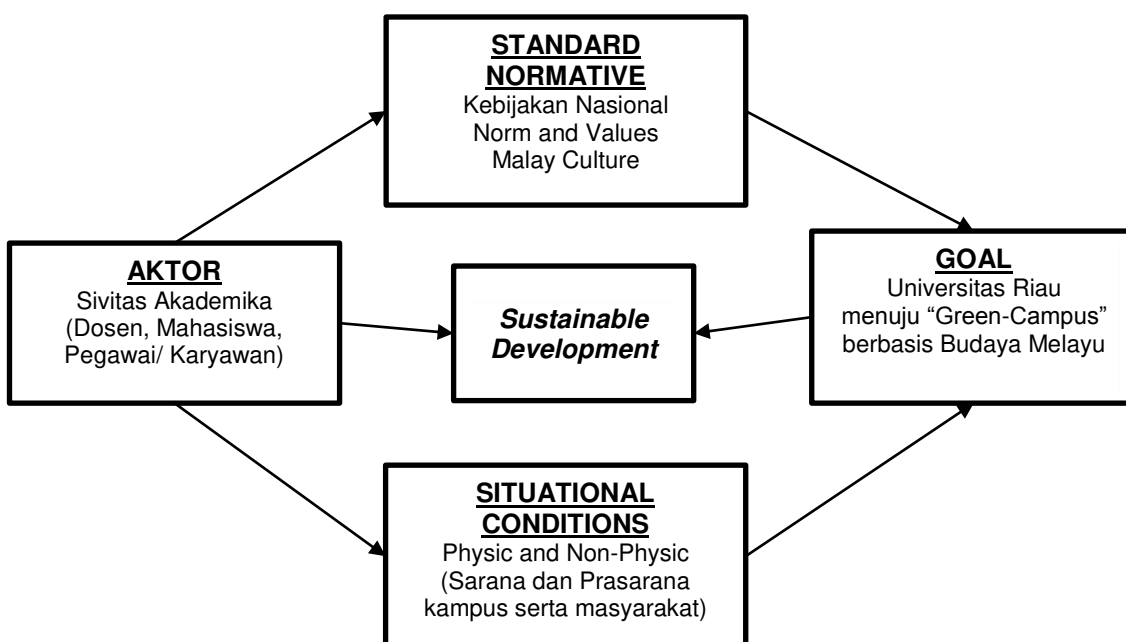 STANDARD
NORMATIVE
Kebijakan Nasional
Norm and Values
Malay Culture
AKTOR
Sivitas Akademika
(Dosen, Mahasiswa,
Pegawai/ Karyawan)
Sustainable
Development
GOAL
Universitas Riau
menuju “Green-Campus”
berbasis Budaya Melayu
SITUATIONAL
CONDITIONS
Physic and Non-Physic
(Sarana dan Prasarana
kampus serta masyarakat)